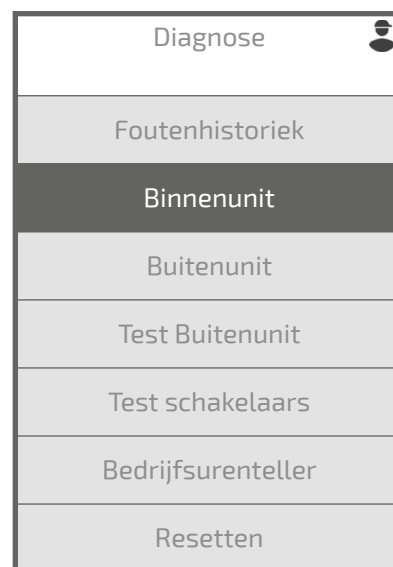 Diagnose
Foutenhistoriek
Binnenunit
Buitenunit
Test Buitenunit
Test schakelaars
Bedrijfsurenteller
Resetten